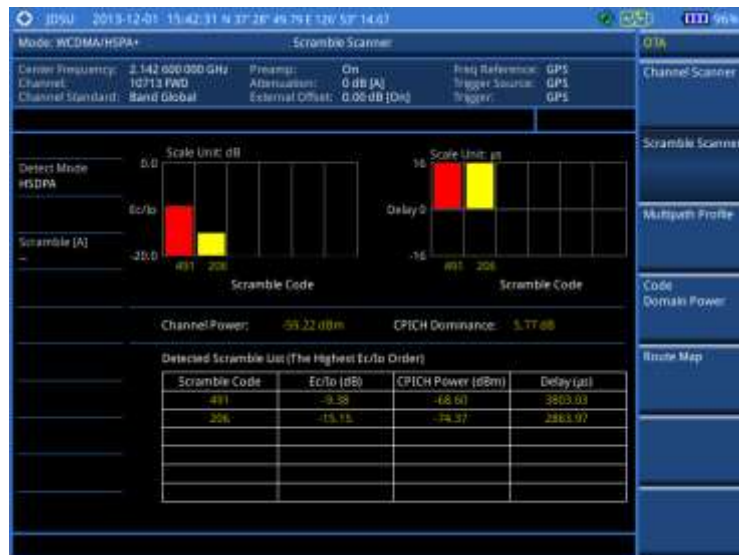 JDSU 2013-12-01 15:42:31 N 37° 28' 49.79 E 126° 53' 14.67 96%
Mode: WCDMA/HSPA+ Scramble Scanner OTA
Center Frequency: 2.142 600 000 GHz Preamp: On Freq Reference: GPS
Channel: 10713 FWD Attenuation: 0 dB [A] Trigger Source: GPS
Channel Standard: Band Global External Offset: 0.00 dB [On] Trigger: GPS
Channel Scanner
Scramble Scanner
Multipath Profile
Code
Domain Power
Route Map
Detect Mode
HSDPA
Scramble [A]
--
Scale Unit: dB
0.0
Ec/Io
-20.0
491 206
Scramble Code
Scale Unit: µs
16
Delay 0
-16
491 206
Scramble Code
Channel Power: -59.22 dBm CPICH Dominance: 5.77 dB
Detected Scramble List (The Highest Ec/Io Order)
Scramble Code Ec/Io (dB) CPICH Power (dBm) Delay (µs)
491 -9.38 -68.60 3803.03
206 -15.15 -74.37 2883.97